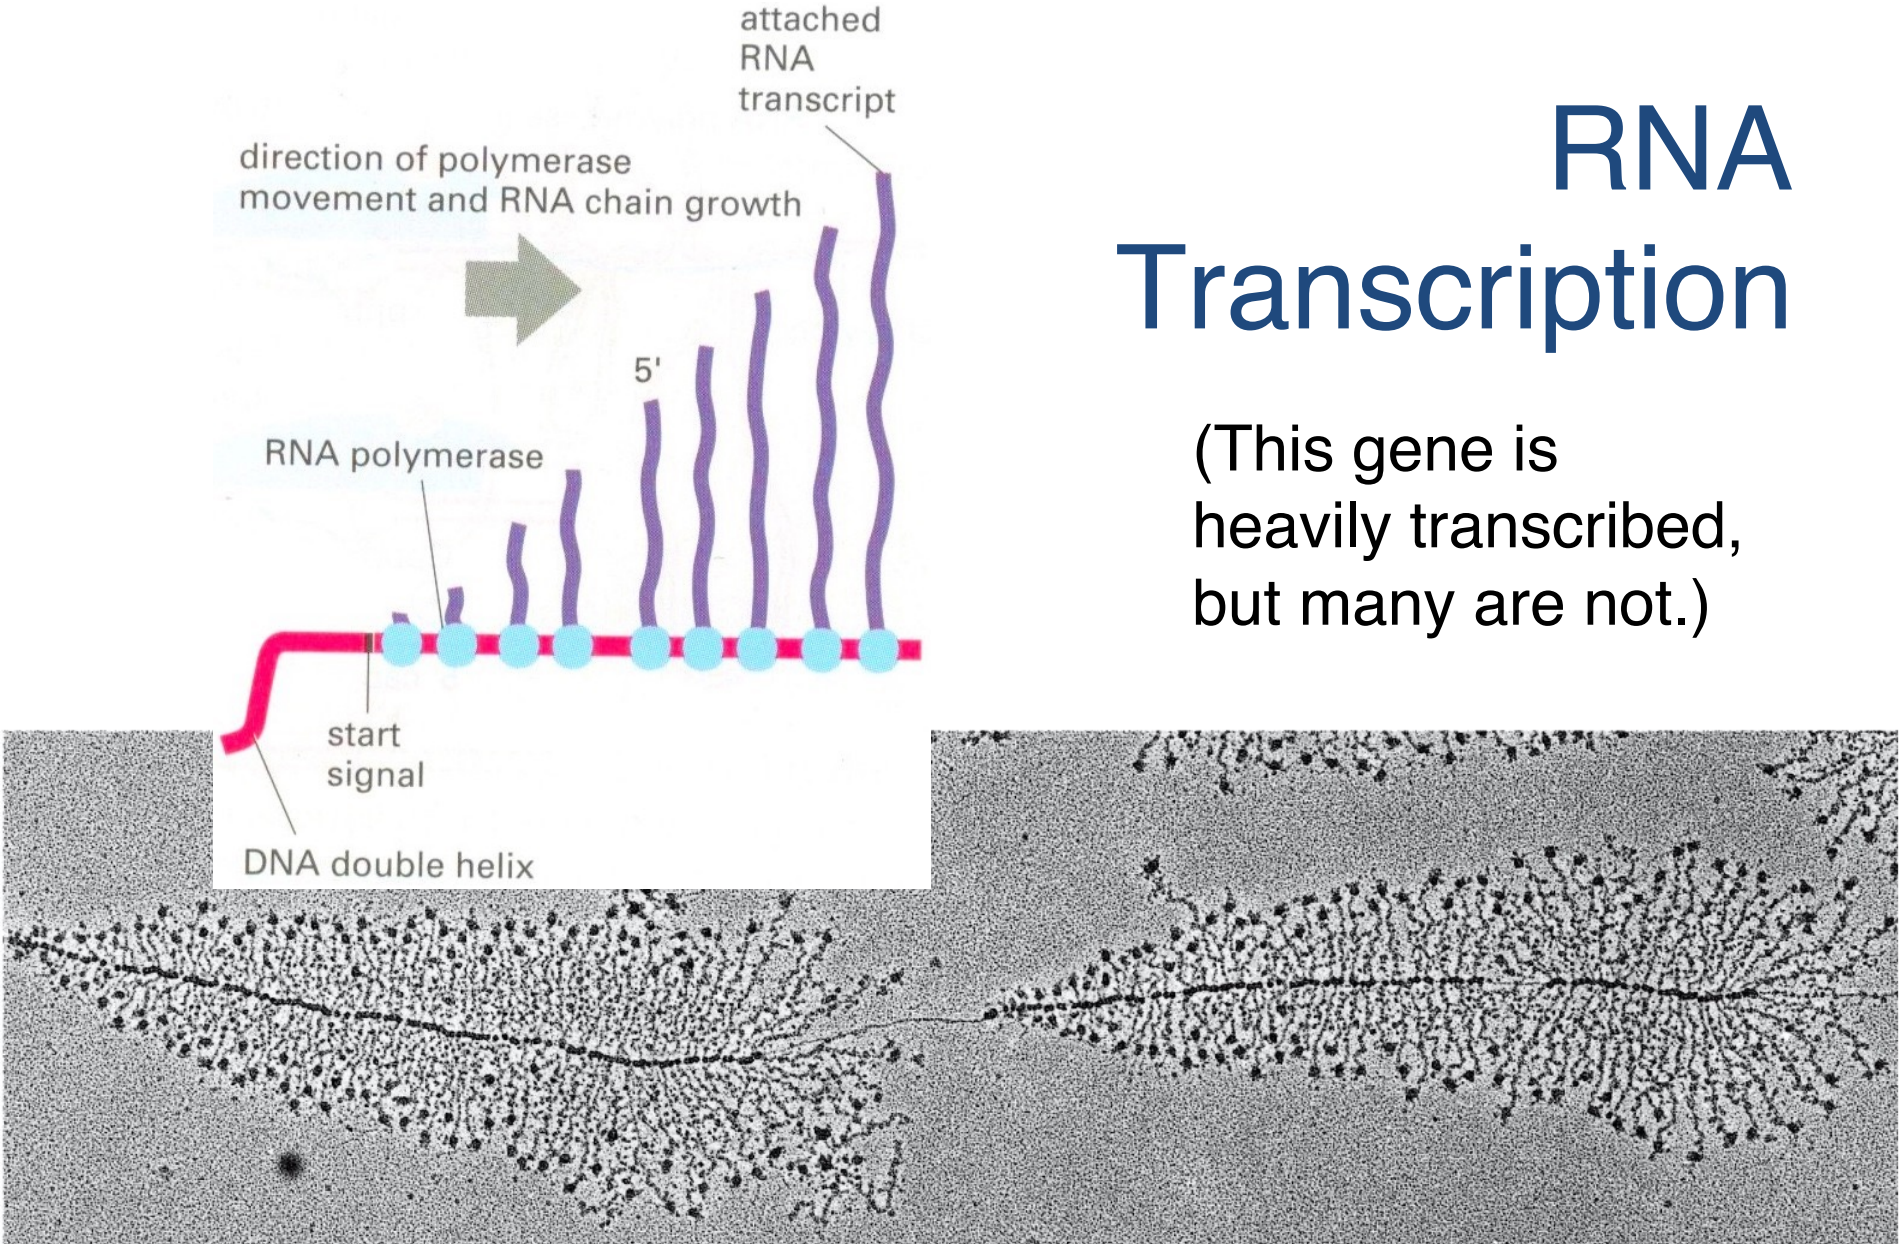 attached
RNA
transcript
direction of polymerase
movement and RNA chain growth
5'
RNA polymerase
start
signal
DNA double helix
RNA
Transcription
(This gene is
heavily transcribed,
but many are not.)